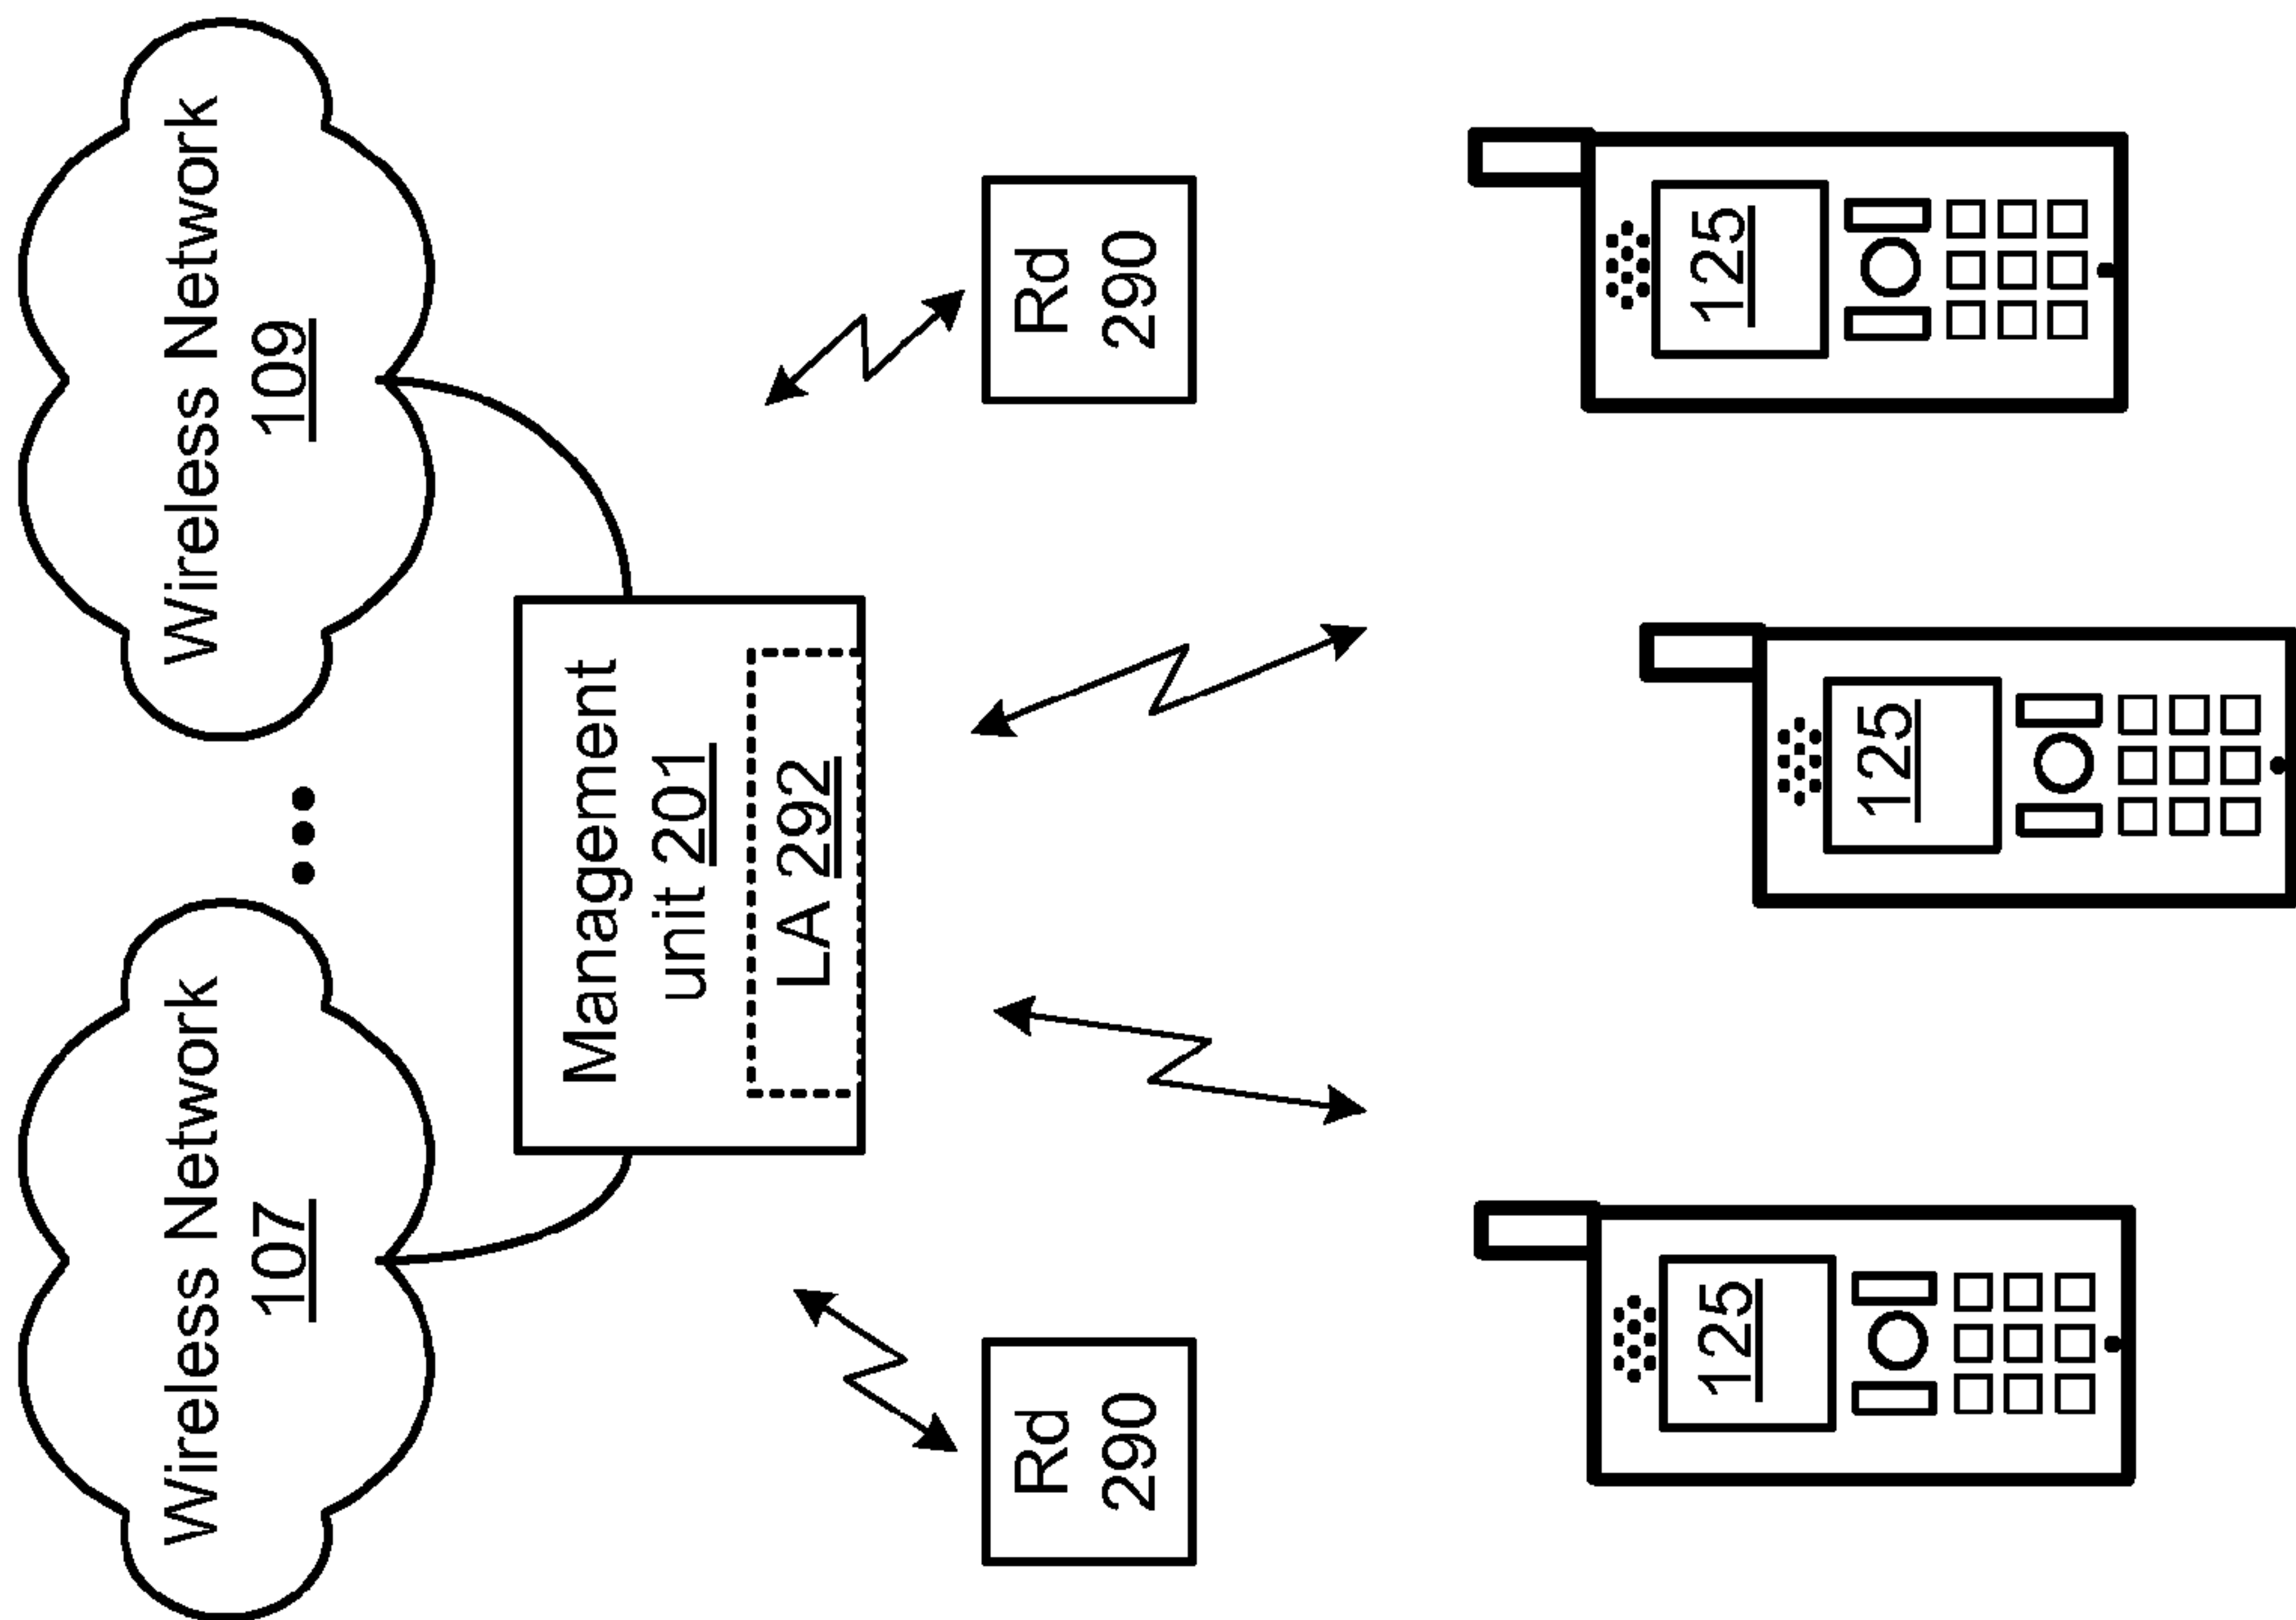 Wireless Network
107
Wireless Network
109
Management
unit 201
LA 292
Rd
290
Rd
290
125
125
125